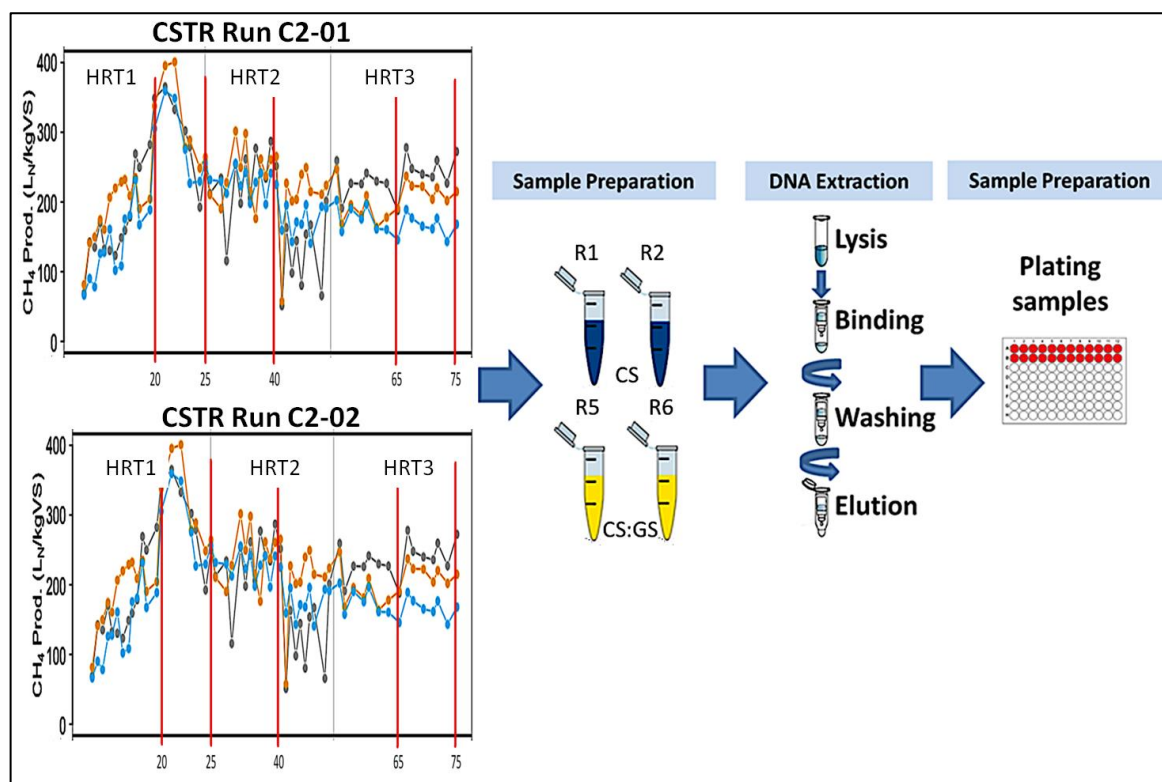 CSTR Run C2-01
HRT1
HRT2
HRT3
CH₄ Prod. (L_N/kgVS)
400
300
200
100
0
20
25
40
65
75
CSTR Run C2-02
HRT1
HRT2
HRT3
CH₄ Prod. (L_N/kgVS)
400
300
200
100
0
20
25
40
65
75
Sample Preparation
R1
R2
CS
R5
R6
CS:GS
DNA Extraction
Lysis
Binding
Washing
Elution
Sample Preparation
Plating
samples